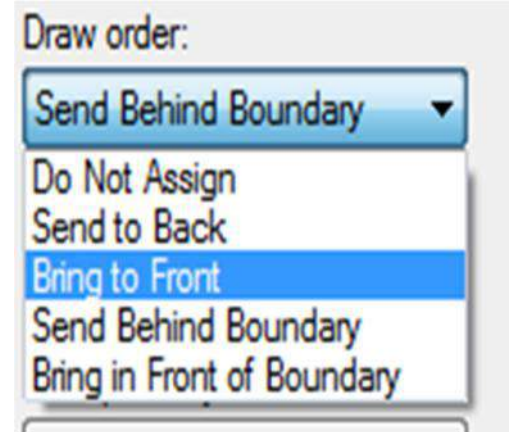 Draw order:
Send Behind Boundary
Do Not Assign
Send to Back
Bring to Front
Send Behind Boundary
Bring in Front of Boundary